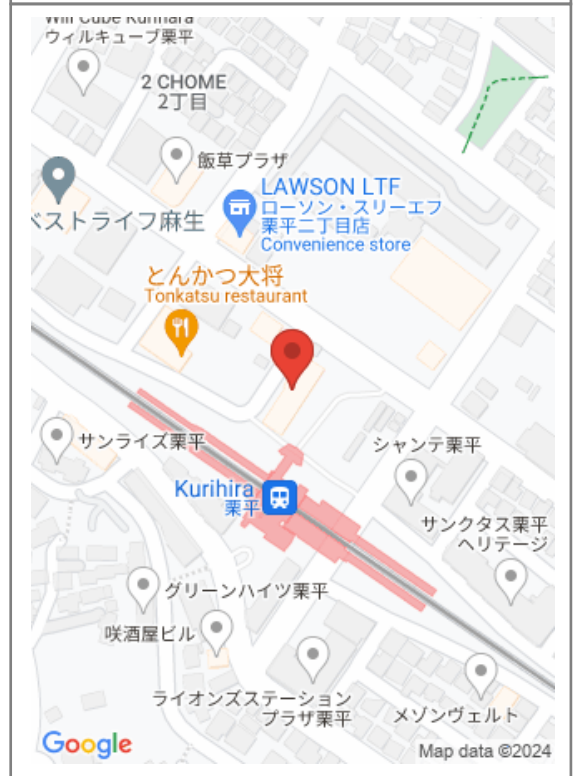 Will Cube Kurihara
ウィルキューブ栗平
2 CHOME
2丁目
飯草プラザ
LAWSON LTF
ローソン・スリーエフ
栗平二丁目店
Convenience store
ベストライフ麻生
とんかつ大将
Tonkatsu restaurant
サンライズ栗平
シャンテ栗平
Kurihira
栗平
サンクタス栗平
ヘリテージ
グリーンハイツ栗平
咲酒屋ビル
ライオンズステーション
プラザ栗平
メゾンヴェルト
Google
Map data ©2024